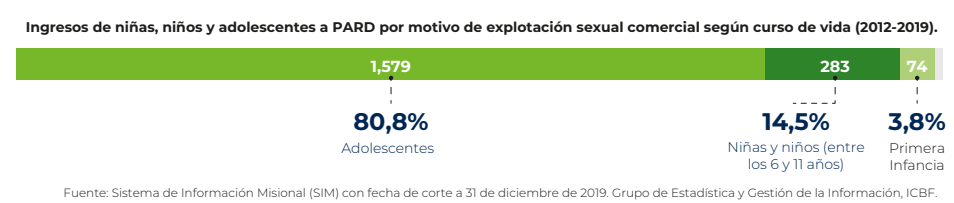 Ingresos de niñas, niños y adolescentes a PARD por motivo de explotación sexual comercial según curso de vida (2012-2019).
1,579
283
74
80,8%
Adolescentes
14,5%
Niñas y niños (entre
los 6 y 11 años)
3,8%
Primera
Infancia
Fuente: Sistema de Información Misional (SIM) con fecha de corte a 31 de diciembre de 2019. Grupo de Estadística y Gestión de la Información, ICBF.